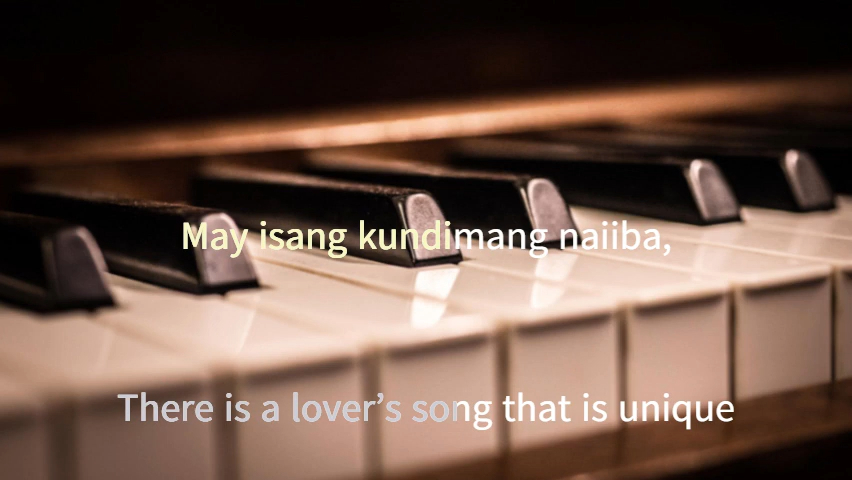 May isang kundimang naiiba,
There is a lover’s song that is unique